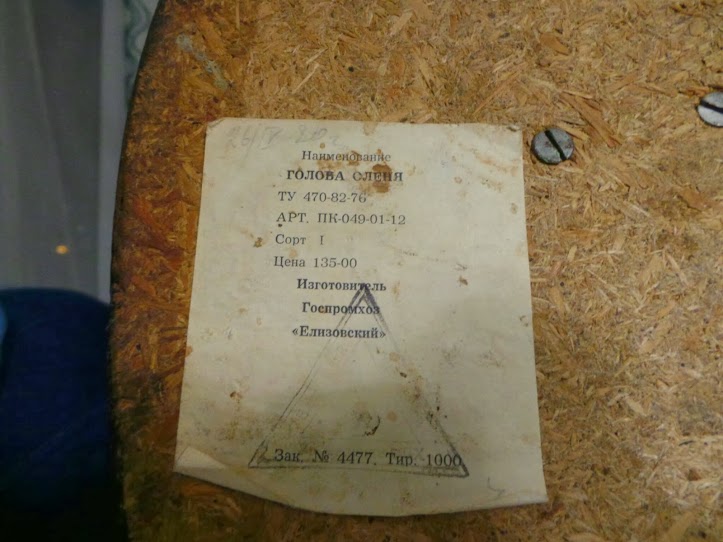 Наименование
ГОЛОВА ОЛЕНЯ
ТУ 470-82-76
АРТ. ПК-049-01-12
Сорт I
Цена 135-00
Изготовитель
Госпромхоз
«Елизовский»
Зак. № 4477. Тир. 1000